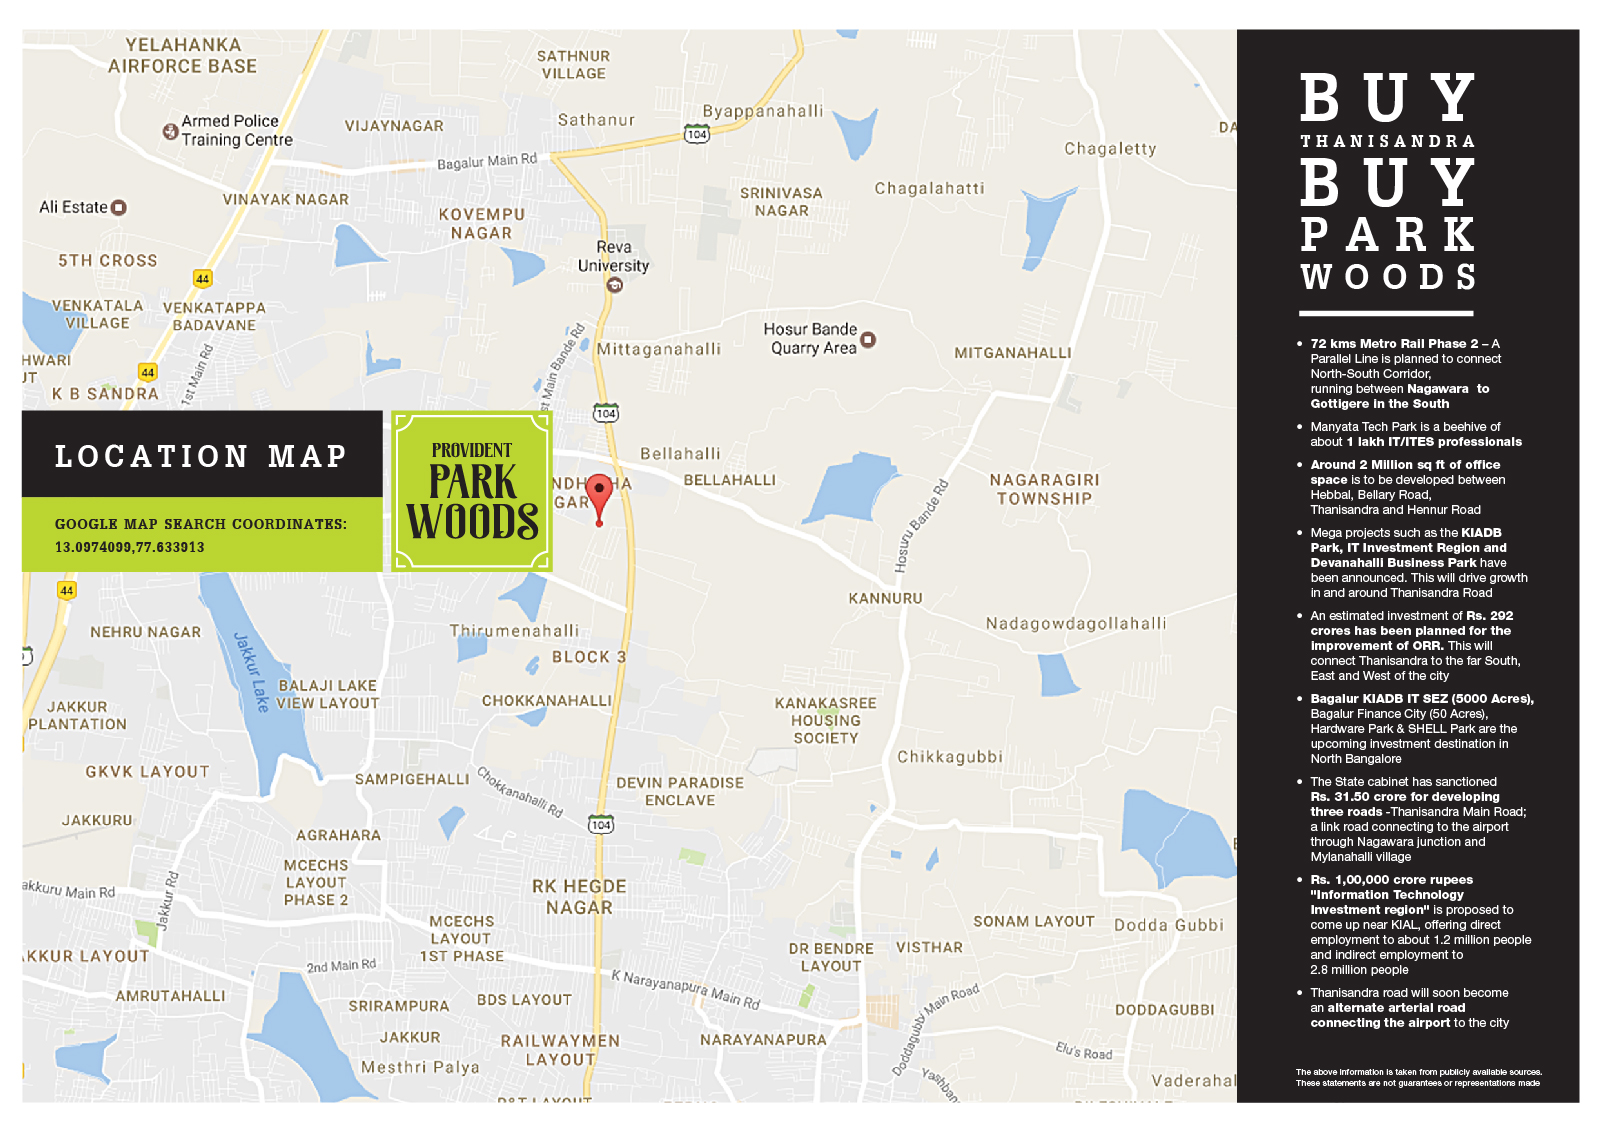 YELAHANKA
AIRFORCE BASE
SATHNUR
VILLAGE
Armed Police
Training Centre
VIJAYNAGAR
Sathanur
Byappanahalli
104
Chagaletty
DA
Bagalur Main Rd
Ali Estate
VINAYAK NAGAR
KOVEMPU
NAGAR
SRINIVASA
NAGAR
Chagalahatti
5TH CROSS
44
Reva
University
VENKATALA
VILLAGE
VENKATAPPA
BADAVANE
HWARI
UT
44
K B SANDRA
1st Main Rd
st Main Bande Rd
Mittaganahalli
Hosur Bande
Quarry Area
MITGANAHALLI
104
LOCATION MAP
GOOGLE MAP SEARCH COORDINATES:
13.0974099,77.633913
PROVIDENT
PARK
WOODS
Bellahalli
BELLAHALLI
NAGARAGIRI
TOWNSHIP
Hosuru Bande Rd
44
NEHRU NAGAR
Jakkur Lake
Thirumenahalli
BLOCK 3
KANNURU
Nadagowdagollahalli
JAKKUR
PLANTATION
BALAJI LAKE
VIEW LAYOUT
CHOKKANAHALLI
KANAKASREE
HOUSING
SOCIETY
Chikkagubbi
GKVK LAYOUT
SAMPIGEHALLI
Chokkanahalli Rd
DEVIN PARADISE
ENCLAVE
JAKKURU
AGRAHARA
104
MCECHS
LAYOUT
PHASE 2
akkuru Main Rd
Jakkur Rd
RK HEGDE
NAGAR
MCECHS
LAYOUT
1ST PHASE
SONAM LAYOUT
Dodda Gubbi
AKKUR LAYOUT
2nd Main Rd
DR BENDRE
LAYOUT
VISTHAR
AMRUTAHALLI
SRIRAMPURA
BDS LAYOUT
K Narayanapura Main Rd
Doddagubbi Main Road
DODDAGUBBI
JAKKUR
Mesthri Palya
RAILWAYMEN
LAYOUT
NARAYANAPURA
Elu's Road
Vaderahal
BUY
THANISANDRA
BUY
PARK
WOODS
• 72 kms Metro Rail Phase 2 – A
Parallel Line is planned to connect
North-South Corridor,
running between Nagawara to
Gottigere in the South
• Manyata Tech Park is a beehive of
about 1 lakh IT/ITES professionals
• Around 2 Million sq ft of office
space is to be developed between
Hebbal, Bellary Road,
Thanisandra and Hennur Road
• Mega projects such as the KIADB
Park, IT Investment Region and
Devanahalli Business Park have
been announced. This will drive growth
in and around Thanisandra Road
• An estimated investment of Rs. 292
crores has been planned for the
improvement of ORR. This will
connect Thanisandra to the far South,
East and West of the city
• Bagalur KIADB IT SEZ (5000 Acres),
Bagalur Finance City (50 Acres),
Hardware Park & SHELL Park are the
upcoming investment destination in
North Bangalore
• The State cabinet has sanctioned
Rs. 31.50 crore for developing
three roads -Thanisandra Main Road;
a link road connecting to the airport
through Nagawara junction and
Mylanahalli village
• Rs. 1,00,000 crore rupees
"Information Technology
Investment region" is proposed to
come up near KIAL, offering direct
employment to about 1.2 million people
and indirect employment to
2.8 million people
• Thanisandra road will soon become
an alternate arterial road
connecting the airport to the city
The above information is taken from publicly available sources.
These statements are not guarantees or representations made